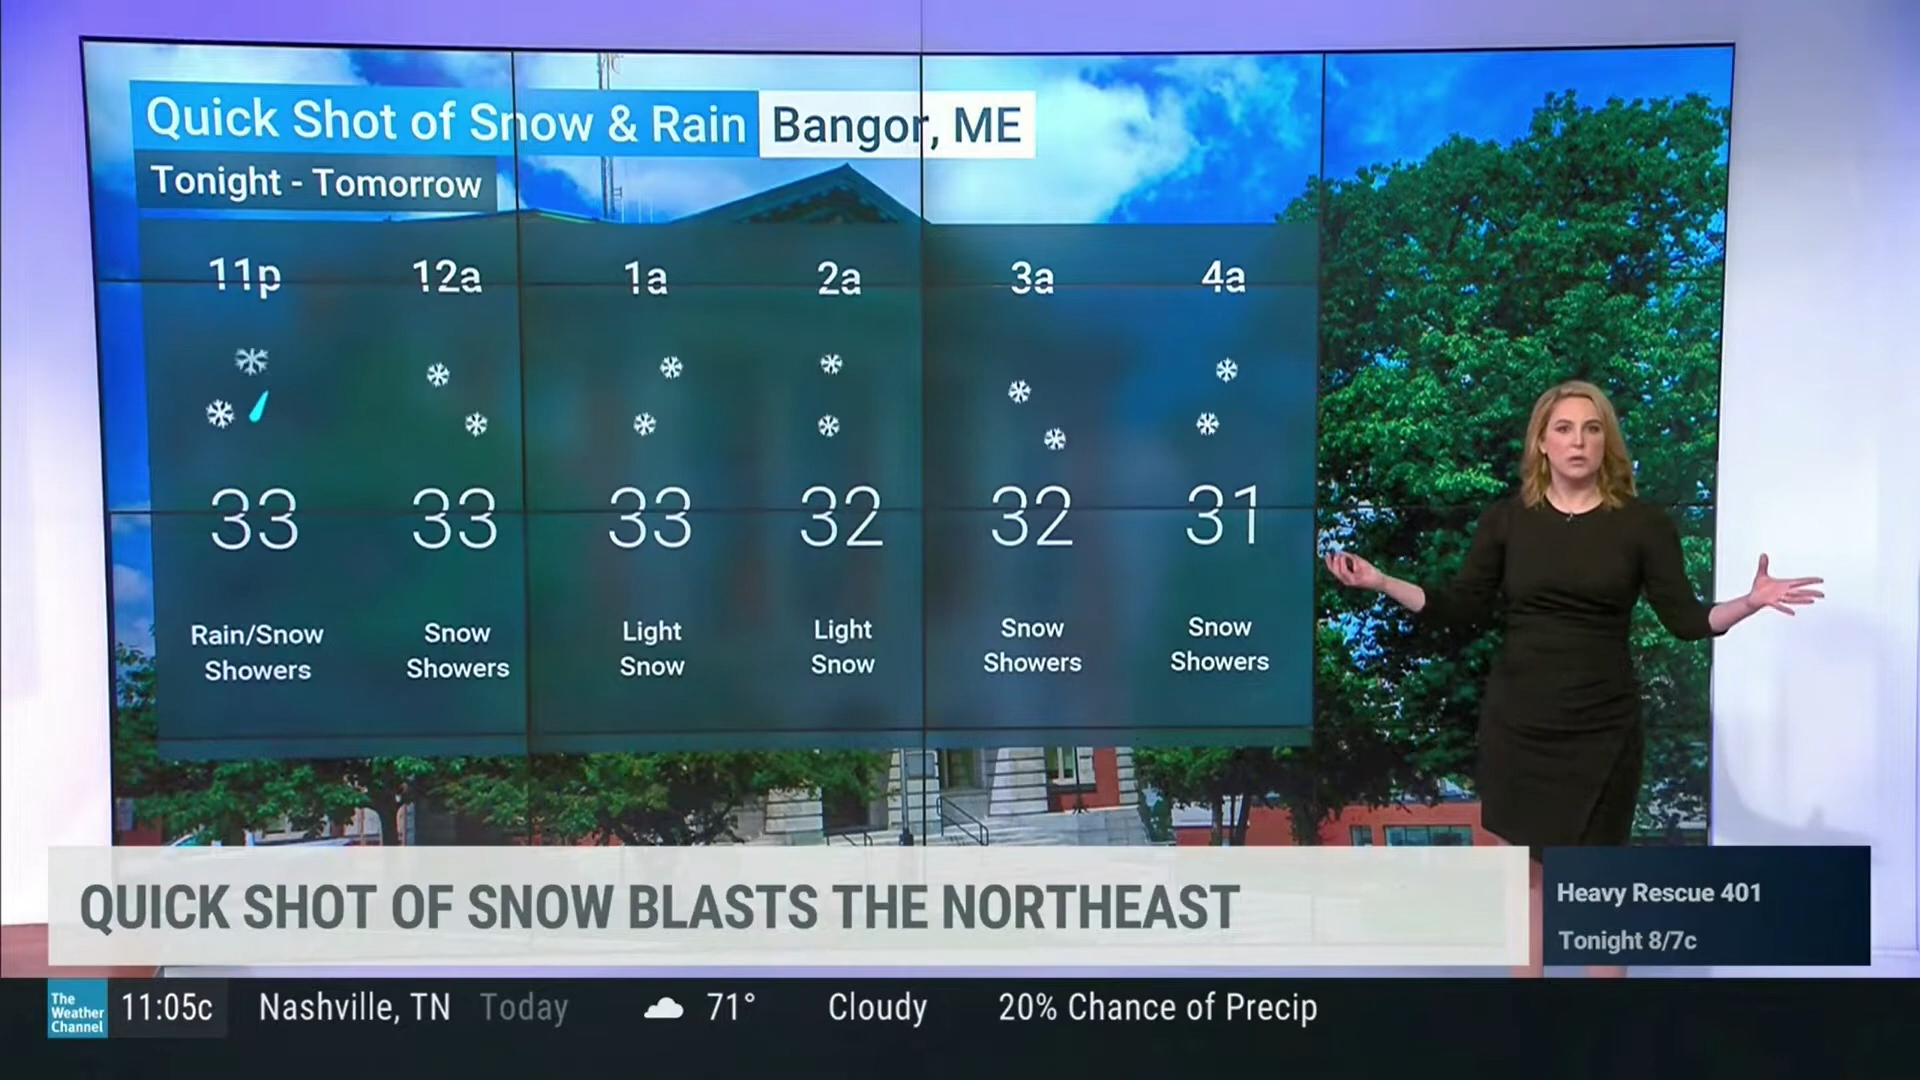 Quick Shot of Snow & Rain Bangor, ME
Tonight - Tomorrow
11p 12a 1a 2a 3a 4a
33 33 33 32 32 31
Rain/Snow Showers
Snow Showers
Light Snow
Light Snow
Snow Showers
Snow Showers
QUICK SHOT OF SNOW BLASTS THE NORTHEAST
Heavy Rescue 401
Tonight 8/7c
The Weather Channel
11:05c Nashville, TN Today 71° Cloudy 20% Chance of Precip